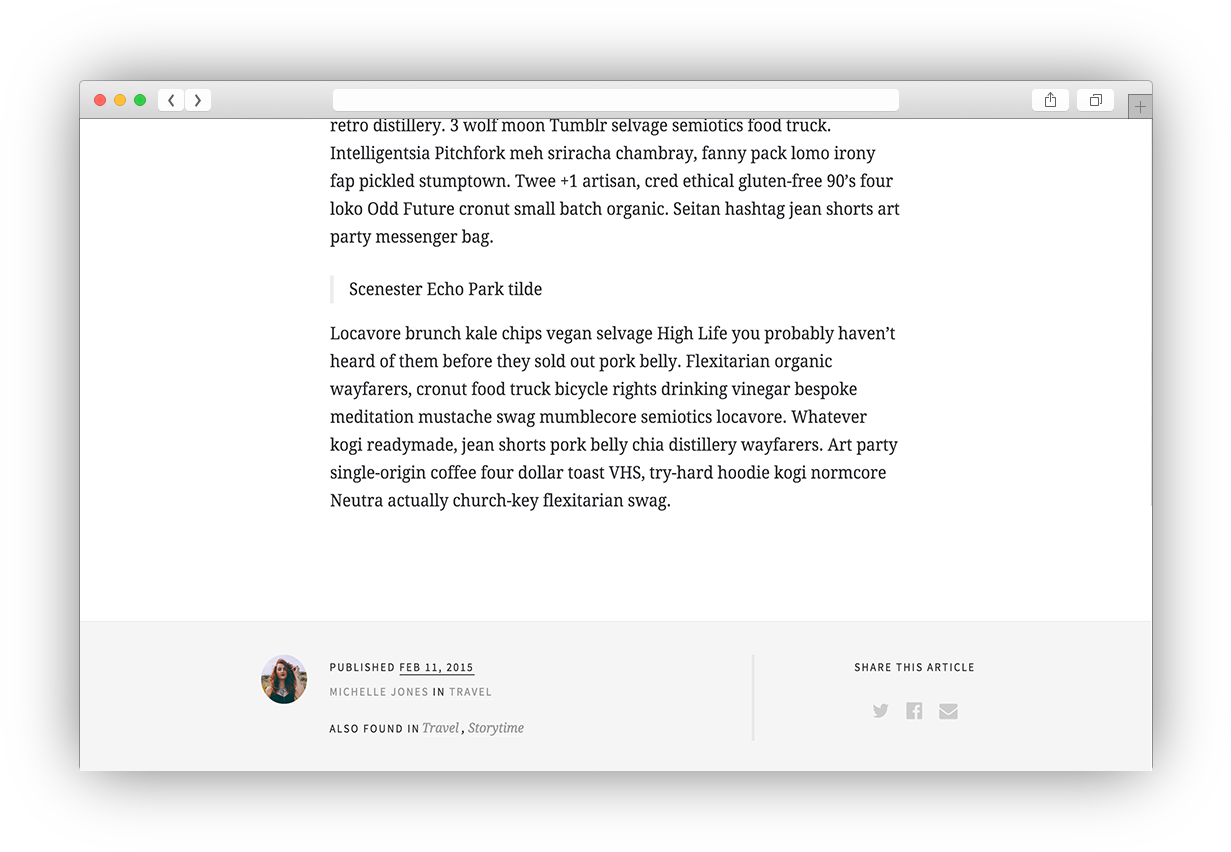 retro distillery. 3 wolf moon Tumblr selvage semiotics food truck.
Intelligentsia Pitchfork meh sriracha chambray, fanny pack lomo irony
fap pickled stumptown. Twee +1 artisan, cred ethical gluten-free 90’s four
loko Odd Future cronut small batch organic. Seitan hashtag jean shorts art
party messenger bag.
Scenester Echo Park tilde
Locavore brunch kale chips vegan selvage High Life you probably haven’t
heard of them before they sold out pork belly. Flexitarian organic
wayfarers, cronut food truck bicycle rights drinking vinegar bespoke
meditation mustache swag mumblecore semiotics locavore. Whatever
kogi readymade, jean shorts pork belly chia distillery wayfarers. Art party
single-origin coffee four dollar toast VHS, try-hard hoodie kogi normcore
Neutra actually church-key flexitarian swag.
PUBLISHED FEB 11, 2015
MICHELLE JONES IN TRAVEL
ALSO FOUND IN Travel , Storytime
SHARE THIS ARTICLE